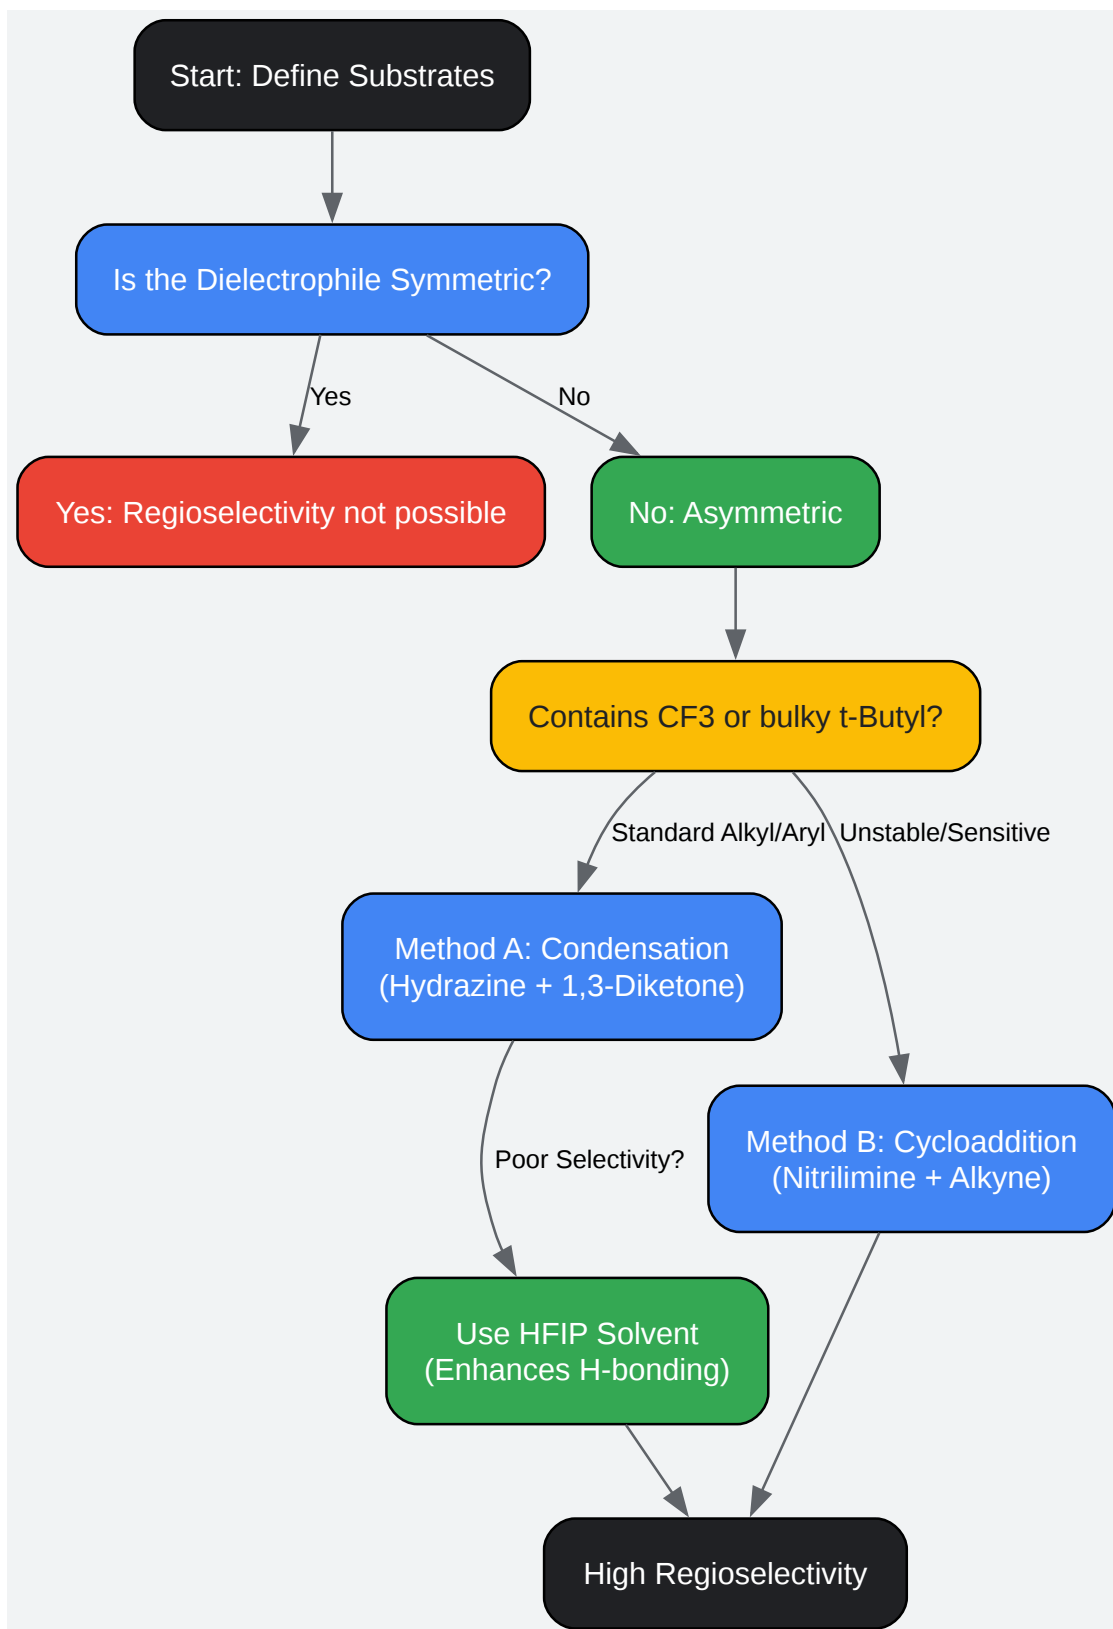 Start: Define Substrates
Is the Dielectrophile Symmetric?
Yes
No
Yes: Regioselectivity not possible
No: Asymmetric
Contains CF3 or bulky t-Butyl?
Standard Alkyl/Aryl
Unstable/Sensitive
Method A: Condensation
(Hydrazine + 1,3-Diketone)
Method B: Cycloaddition
(Nitrilimine + Alkyne)
Poor Selectivity?
Use HFIP Solvent
(Enhances H-bonding)
High Regioselectivity